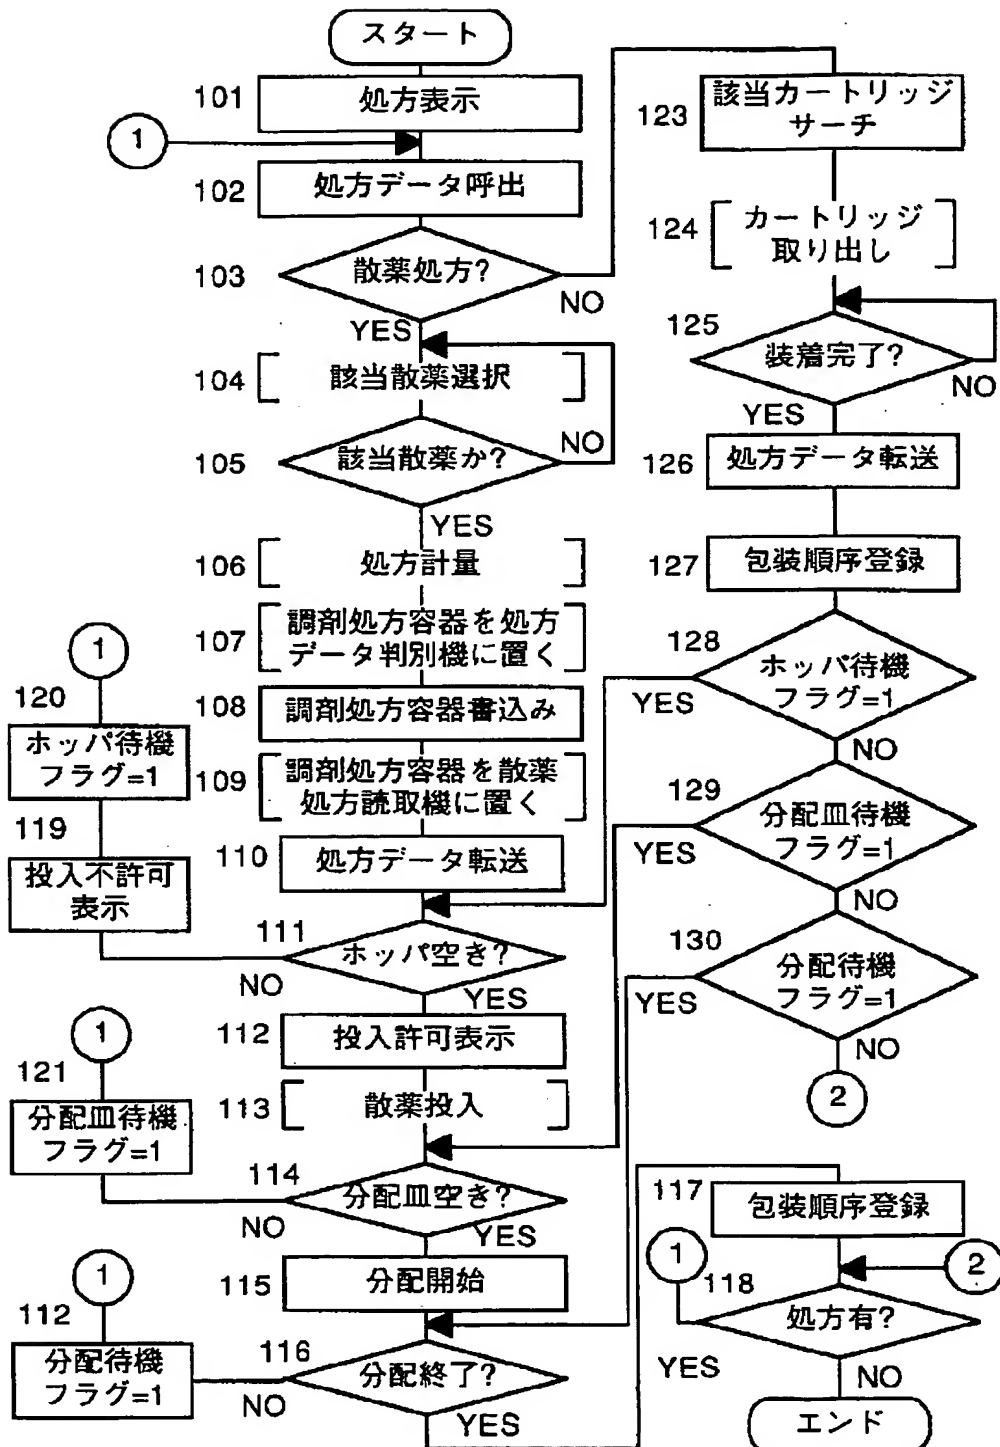 スタート
101
処方表示
1
102
処方データ呼出
103
散薬処方?
NO
YES
104
該当散薬選択
105
該当散薬か?
NO
YES
106
処方計量
107
調剤処方容器を処方
データ判別機に置く
108
調剤処方容器書込み
109
調剤処方容器を散薬
処方読取機に置く
110
処方データ転送
111
ホッパ空き?
NO
YES
1
120
ホッパ待機
フラグ=1
119
投入不許可
表示
112
投入許可表示
113
散薬投入
1
121
分配皿待機
フラグ=1
114
分配皿空き?
NO
YES
115
分配開始
1
112
分配待機
フラグ=1
116
分配終了?
NO
YES
123
該当カートリッジ
サーチ
124
カートリッジ
取り出し
125
装着完了?
NO
YES
126
処方データ転送
127
包装順序登録
128
ホッパ待機
フラグ=1
YES
NO
129
分配皿待機
フラグ=1
YES
NO
130
分配待機
フラグ=1
YES
NO
2
117
包装順序登録
1
2
118
処方有?
YES
NO
エンド